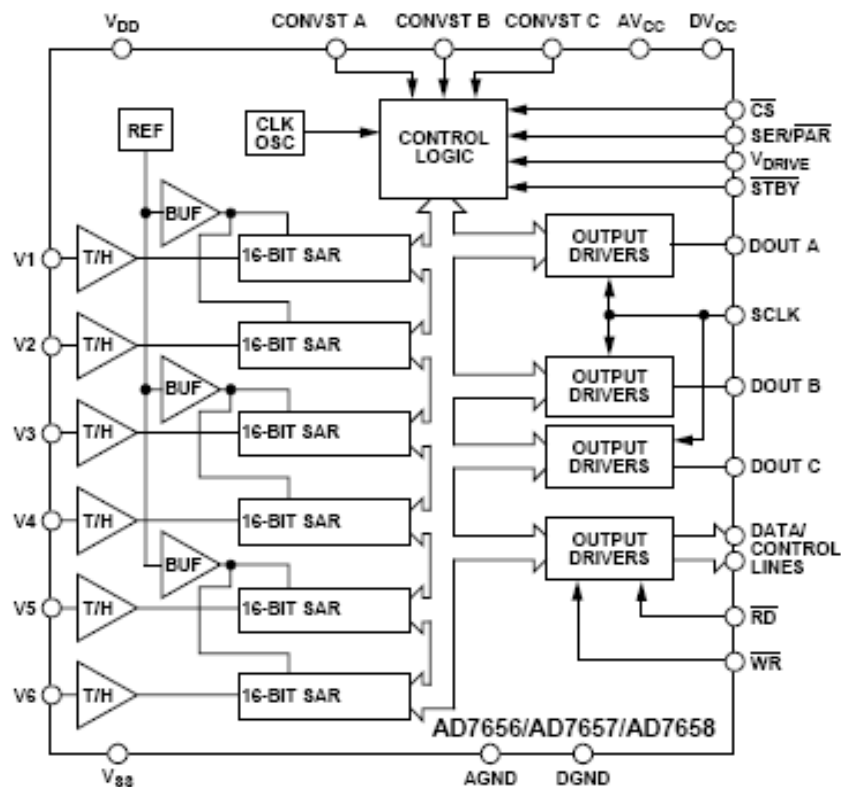 VDD
CONVST A
CONVST B
CONVST C
AVCC
DVCC
REF
CLK
OSC
CONTROL
LOGIC
CS
SER/PAR
VDRIVE
STBY
BUF
V1
T/H
16-BIT SAR
OUTPUT
DRIVERS
DOUT A
SCLK
V2
T/H
16-BIT SAR
BUF
OUTPUT
DRIVERS
DOUT B
V3
T/H
16-BIT SAR
OUTPUT
DRIVERS
DOUT C
V4
T/H
16-BIT SAR
OUTPUT
DRIVERS
DATA/
CONTROL
LINES
BUF
V5
T/H
16-BIT SAR
RD
WR
V6
T/H
16-BIT SAR
AD7656/AD7657/AD7658
VSS
AGND
DGND